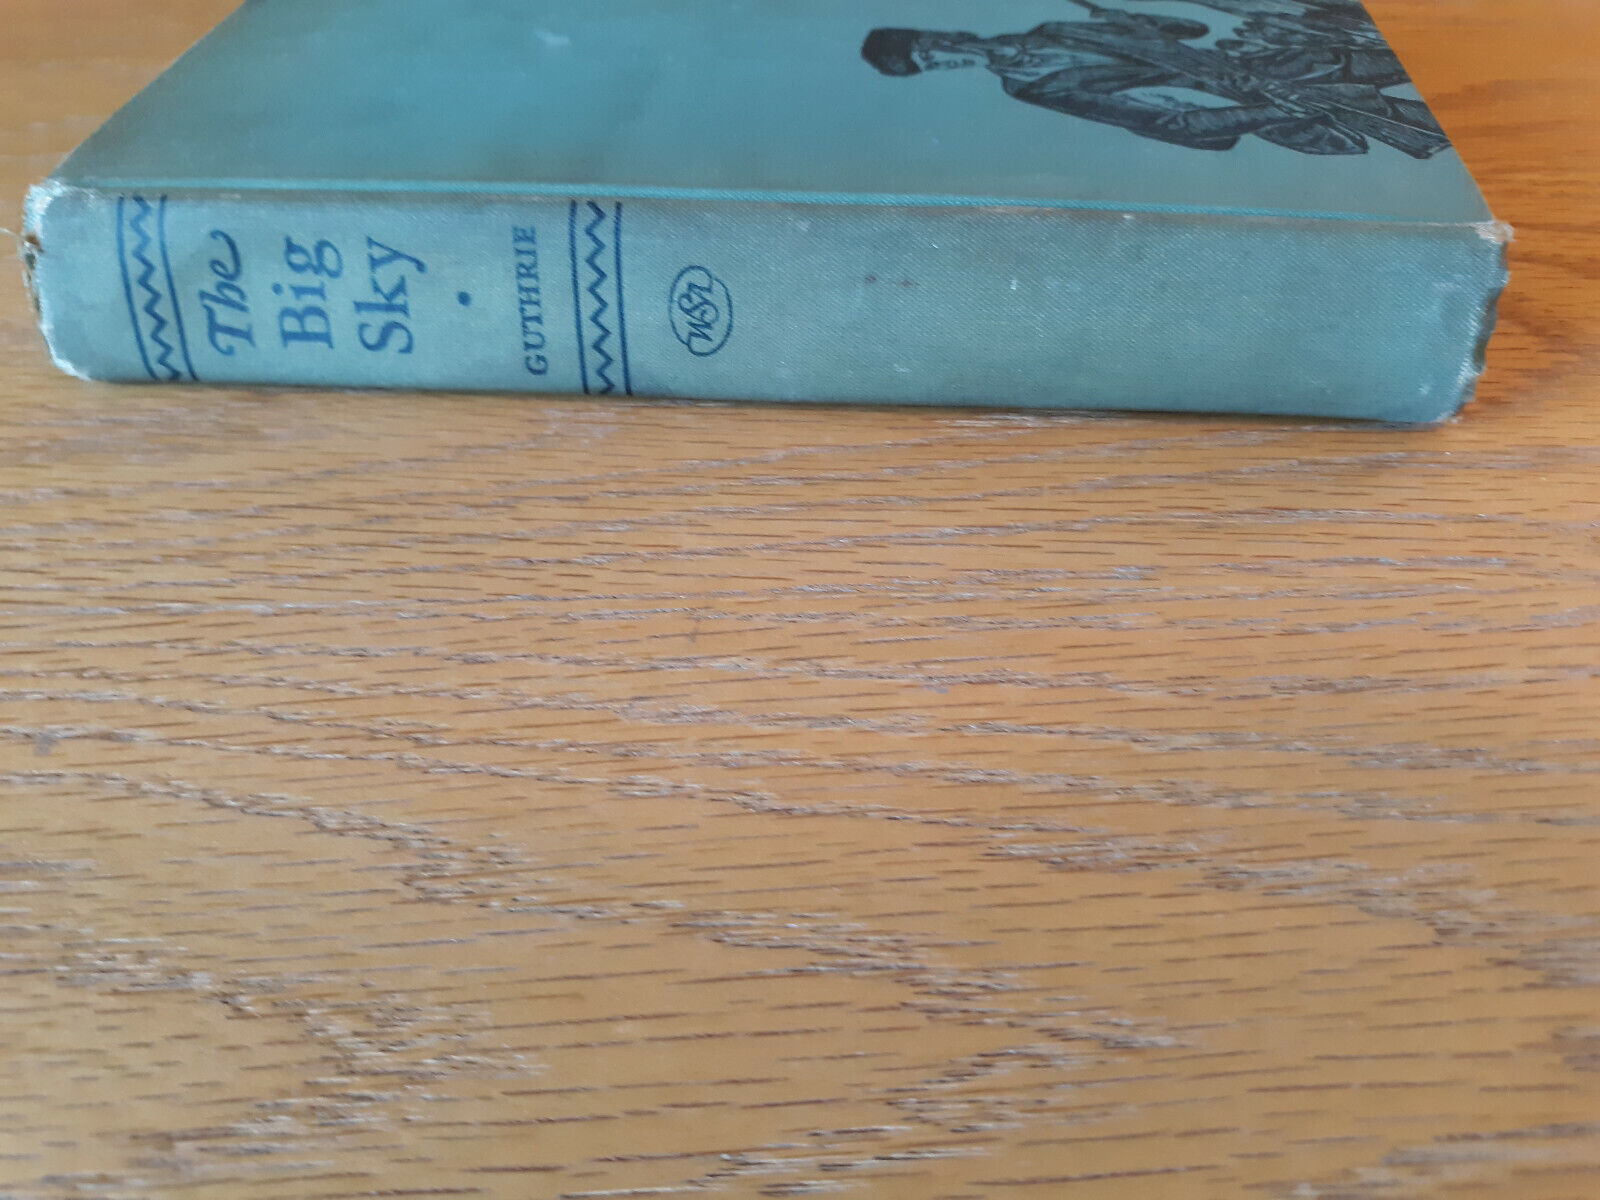 The
Big
Sky
•
GUTHRIE
WSA